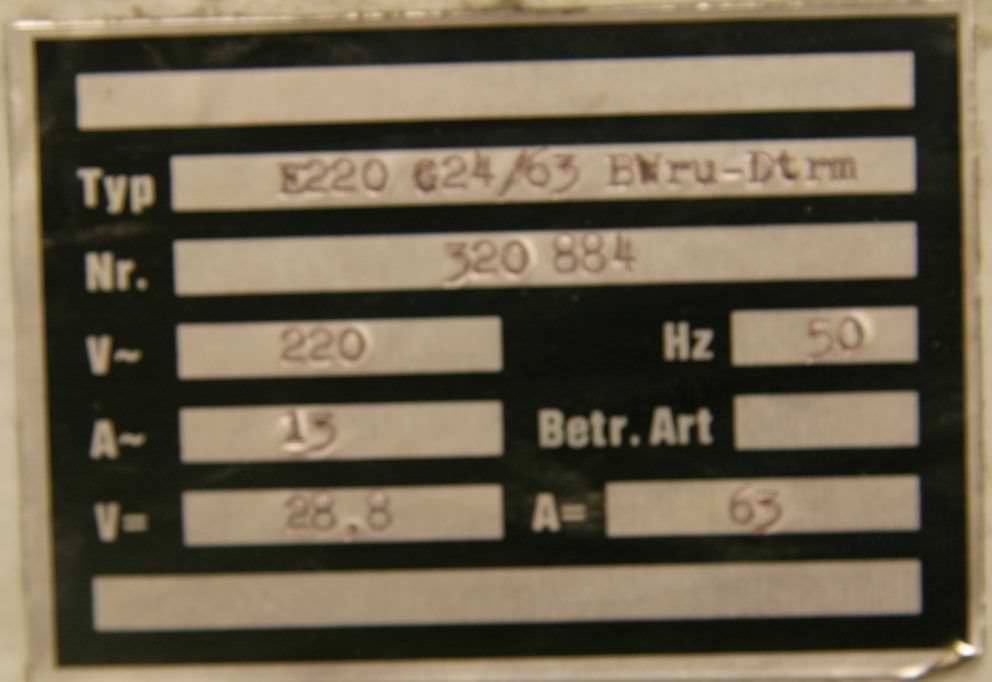 Typ E220 G24/63 BWru-Dtrm
Nr. 320 884
V~ 220 Hz 50
A~ 15 Betr. Art
V= 28,8 A= 63